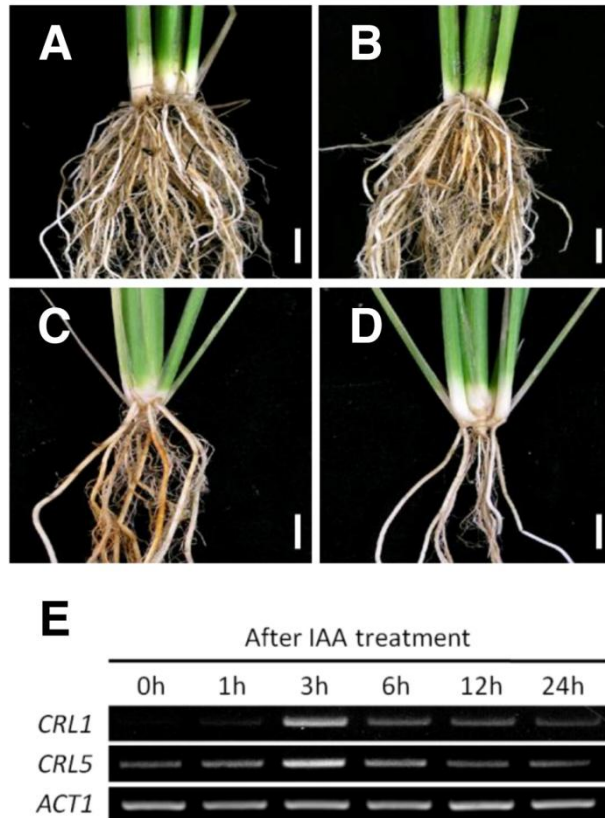 A
B
C
D
E
After IAA treatment
0h 1h 3h 6h 12h 24h
CRL1
CRL5
ACT1